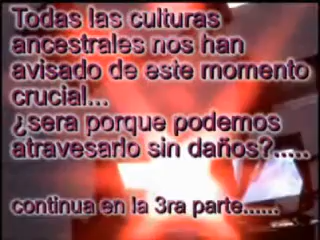 Todas las culturas
ancestrales nos han
avisado de este momento
crucial...
¿sera porque podemos
atravesarlo sin daños?.....
continua en la 3ra parte......